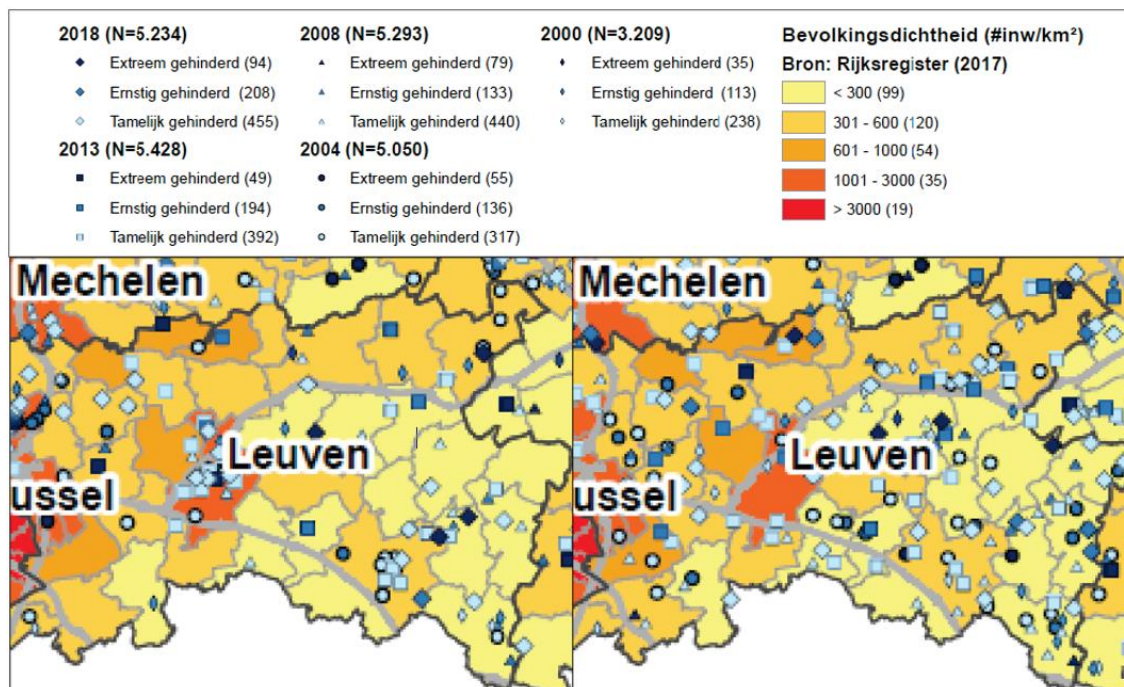 2018 (N=5.234)
Extreem gehinderd (94)
Ernstig gehinderd (208)
Tamelijk gehinderd (455)
2013 (N=5.428)
Extreem gehinderd (49)
Ernstig gehinderd (194)
Tamelijk gehinderd (392)
2008 (N=5.293)
Extreem gehinderd (79)
Ernstig gehinderd (133)
Tamelijk gehinderd (440)
2004 (N=5.050)
Extreem gehinderd (55)
Ernstig gehinderd (136)
Tamelijk gehinderd (317)
2000 (N=3.209)
Extreem gehinderd (35)
Ernstig gehinderd (113)
Tamelijk gehinderd (238)
Bevolkingsdichtheid (#inw/km²)
Bron: Rijksregister (2017)
< 300 (99)
301 - 600 (120)
601 - 1000 (54)
1001 - 3000 (35)
> 3000 (19)
Mechelen
Leuven
ussel
Mechelen
Leuven
ussel